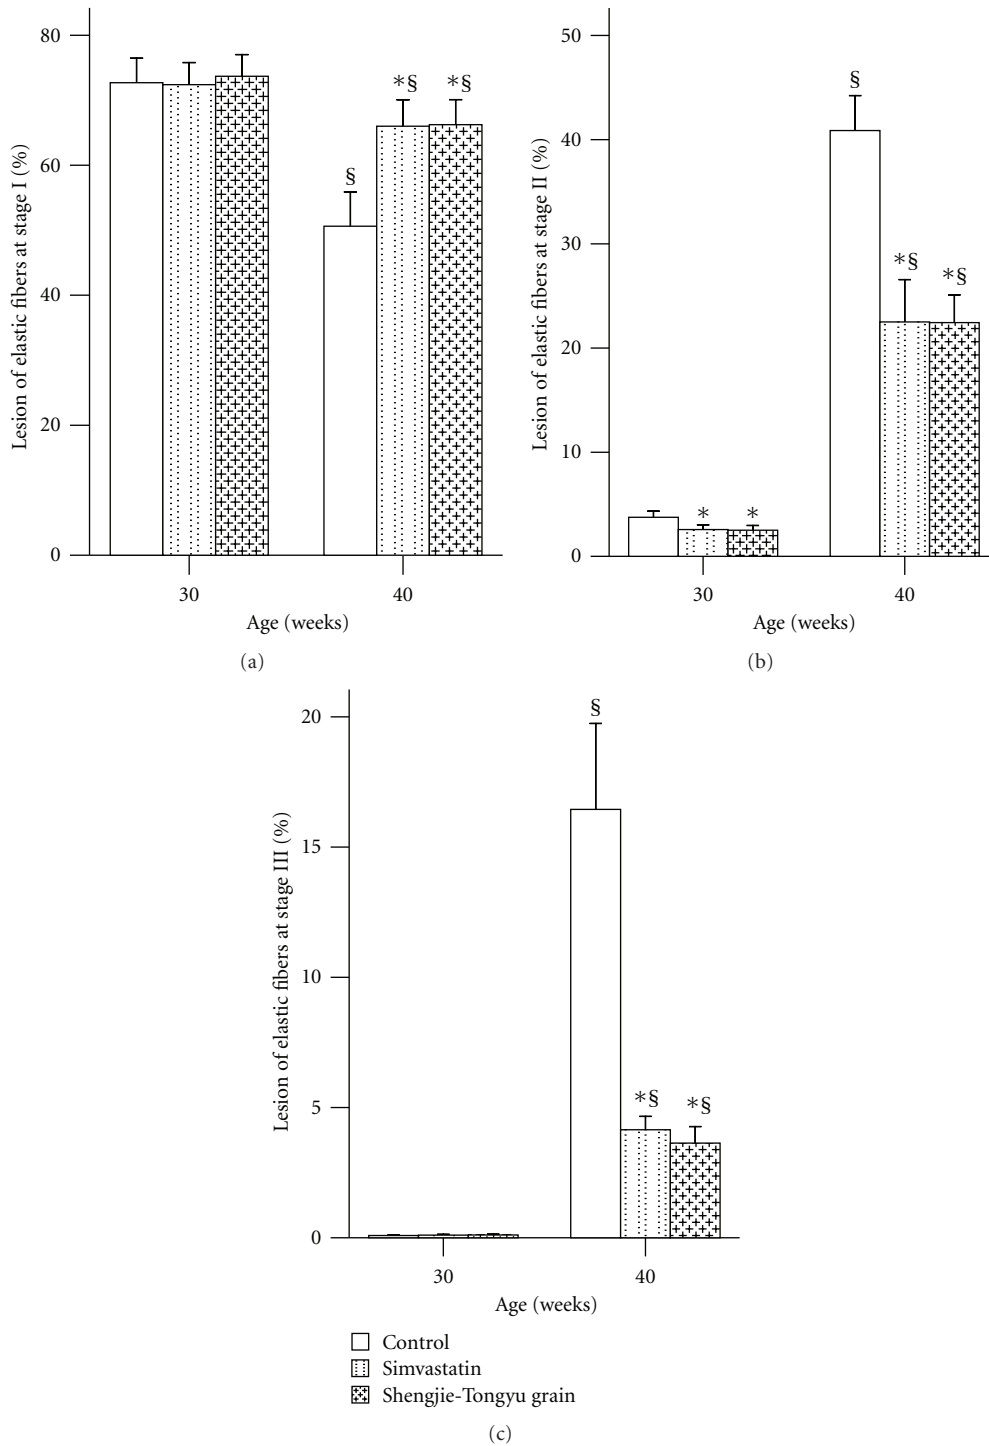 80
60
40
20
0
Lesion of elastic fibers at stage I (%)
§
*§
*§
30
40
Age (weeks)
(a)
50
40
30
20
10
0
Lesion of elastic fibers at stage II (%)
*
*
§
*§
*§
30
40
Age (weeks)
(b)
20
15
10
5
0
Lesion of elastic fibers at stage III (%)
§
*§
*§
30
40
Age (weeks)
Control
Simvastatin
Shengjie-Tongyu grain
(c)